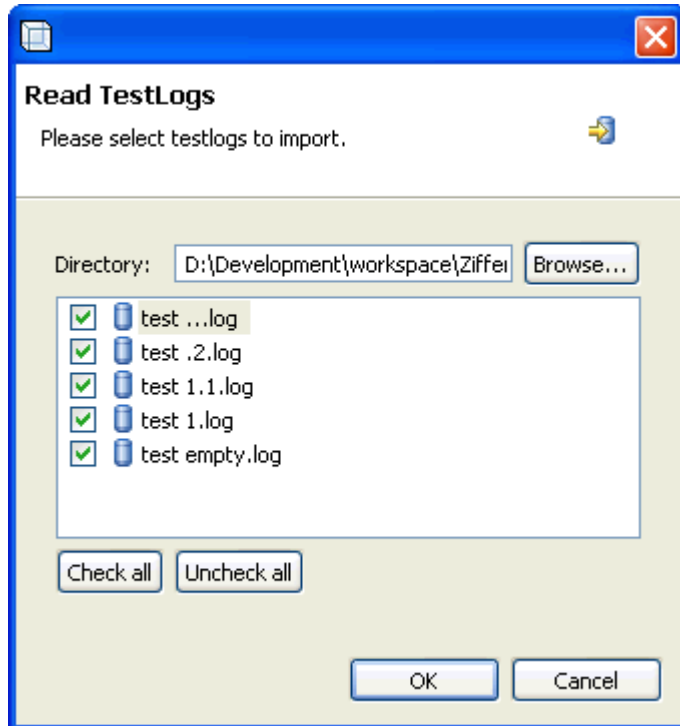 Read TestLogs
Please select testlogs to import.
Directory: D:\Development\workspace\Ziffer Browse...
test ...log
test .2.log
test 1.1.log
test 1.log
test empty.log
Check all Uncheck all
OK Cancel